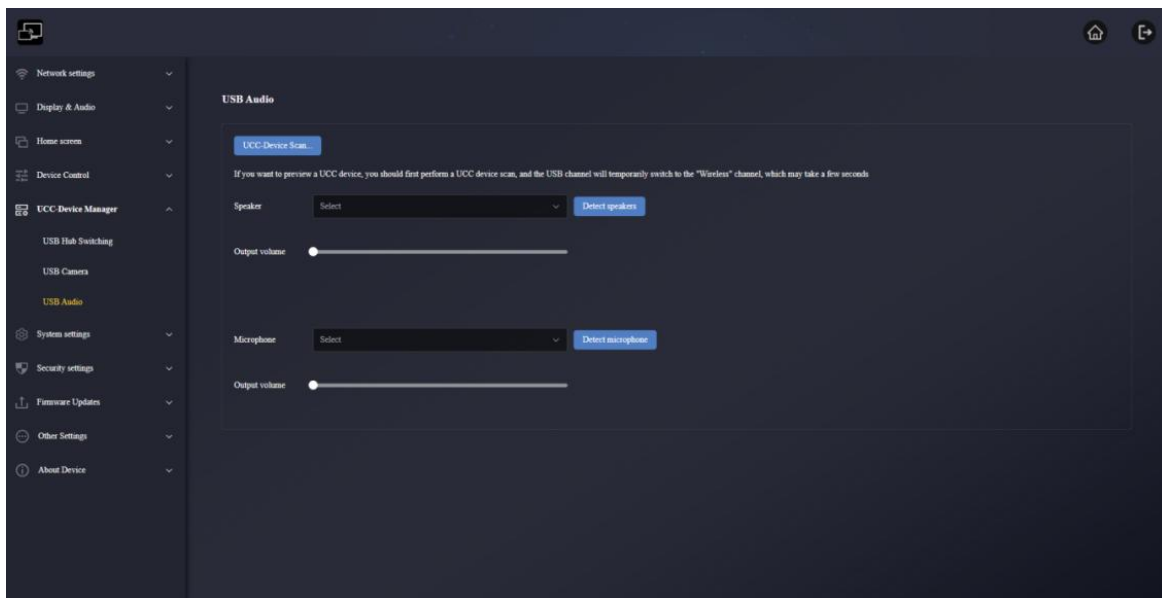 Network settings
Display & Audio
Home screen
Device Control
UCC-Device Manager
USB Hub Switching
USB Camera
USB Audio
System settings
Security settings
Firmware Updates
Other Settings
About Device
USB Audio
UCC-Device Scan...
If you want to preview a UCC device, you should first perform a UCC device scan, and the USB channel will temporarily switch to the "Wireless" channel, which may take a few seconds
Speaker Select Detect speakers
Output volume
Microphone Select Detect microphone
Output volume